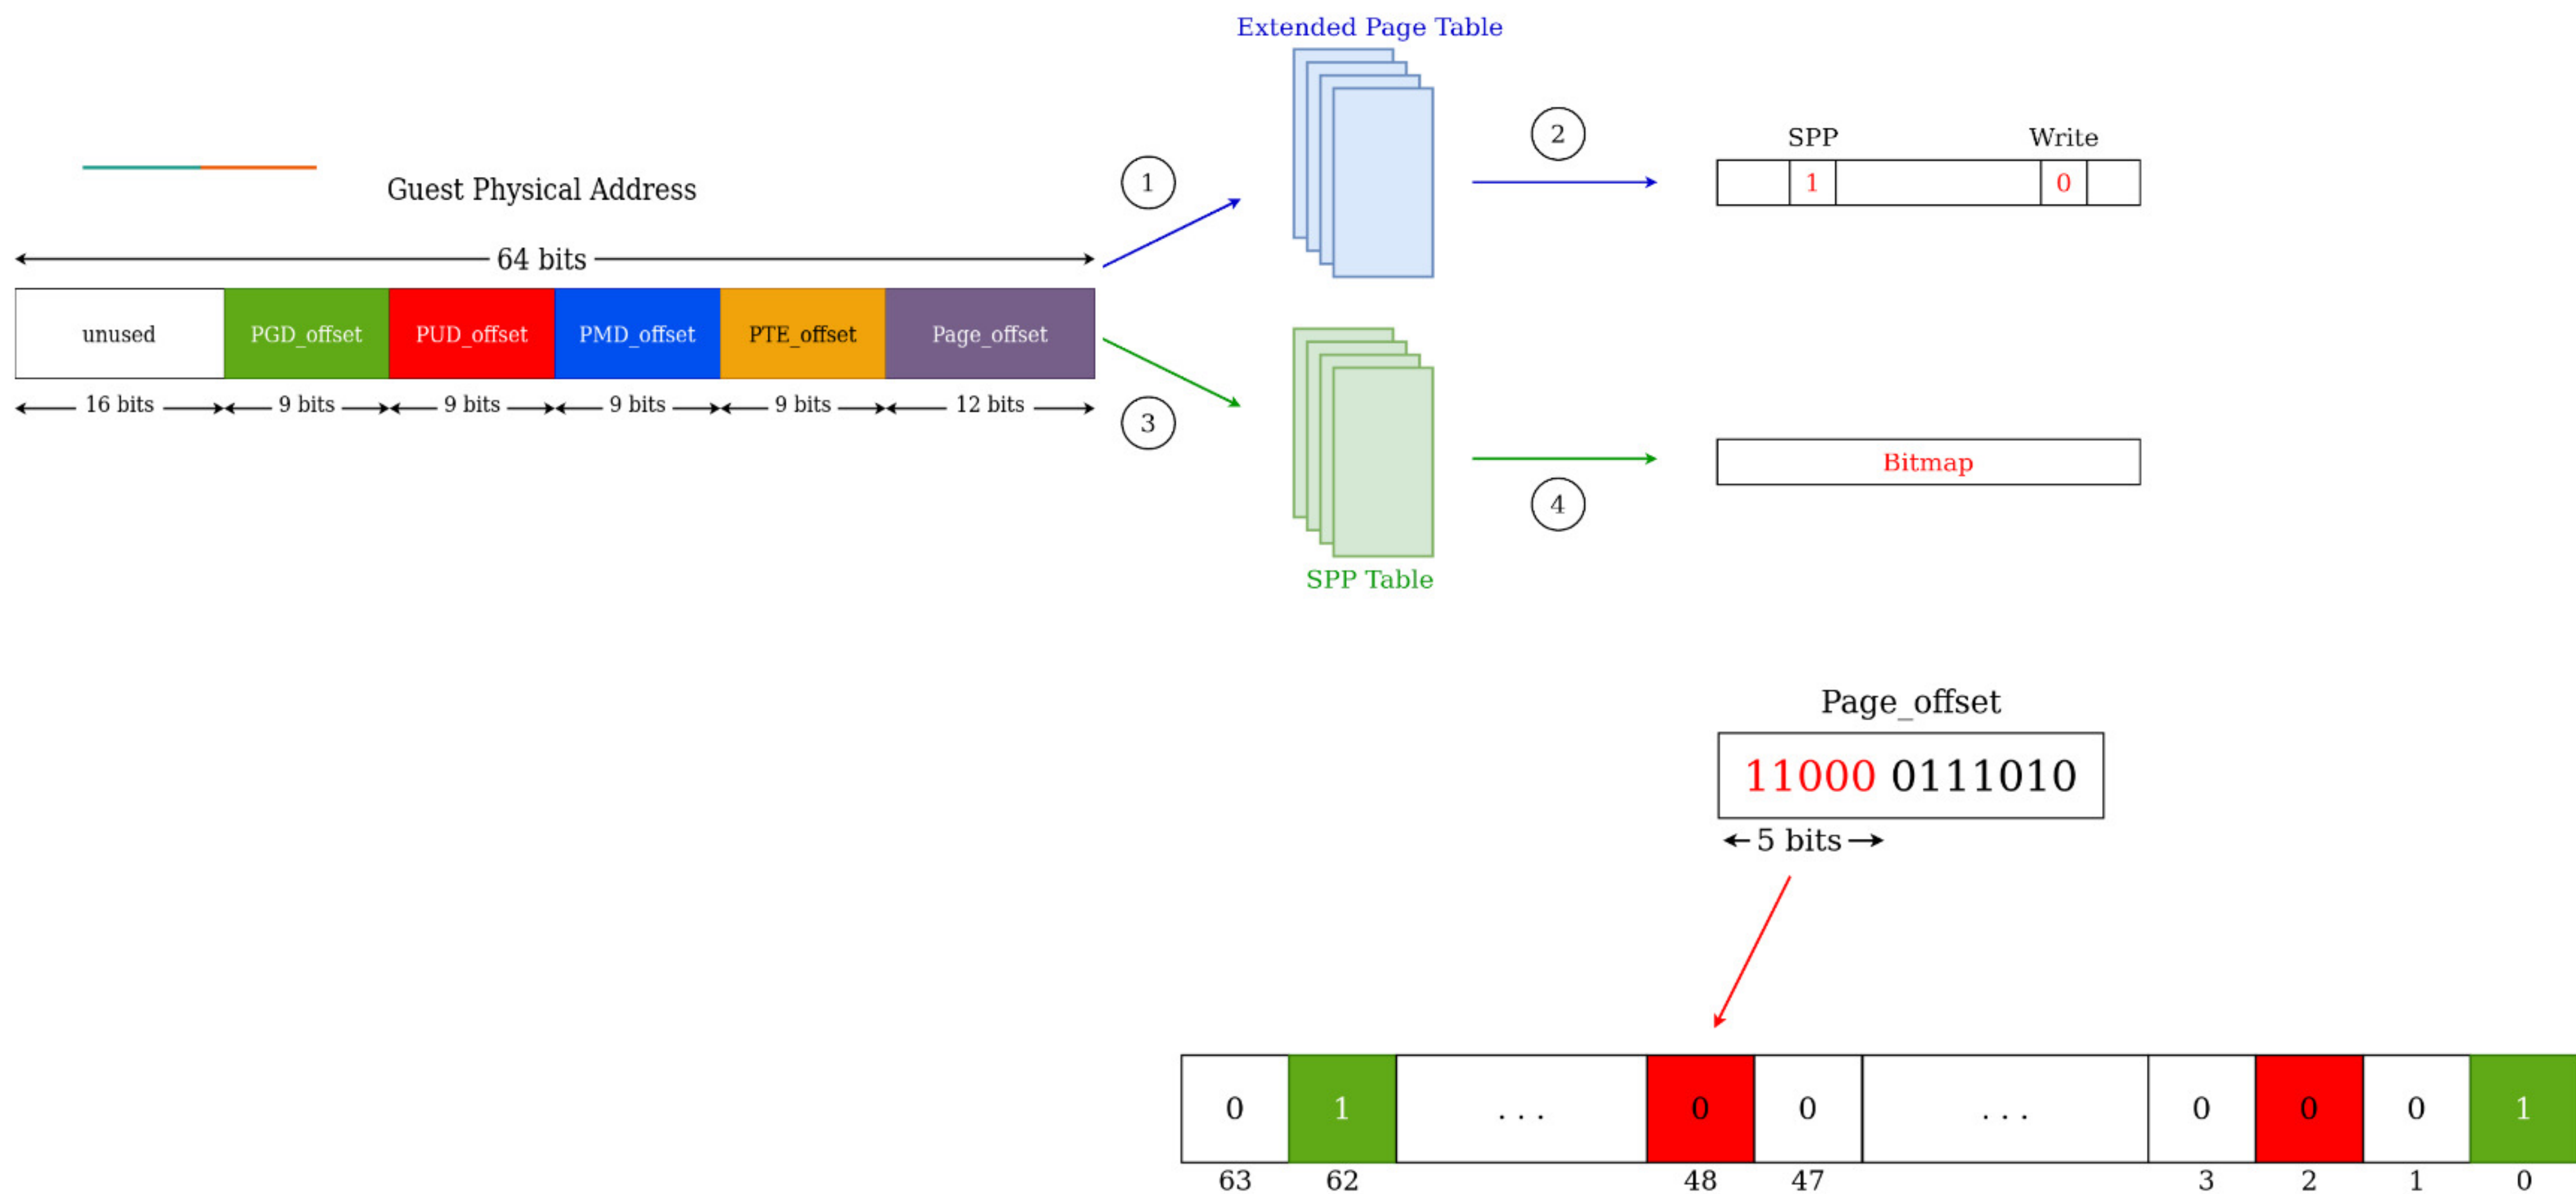 Extended Page Table
SPP Write
1 0
Guest Physical Address
1
2
64 bits
unused PGD_offset PUD_offset PMD_offset PTE_offset Page_offset
16 bits 9 bits 9 bits 9 bits 9 bits 12 bits
3
Bitmap
4
SPP Table
Page_offset
11000 0111010
5 bits
0 1 ... 0 0 ... 0 0 0 1
63 62 48 47 3 2 1 0